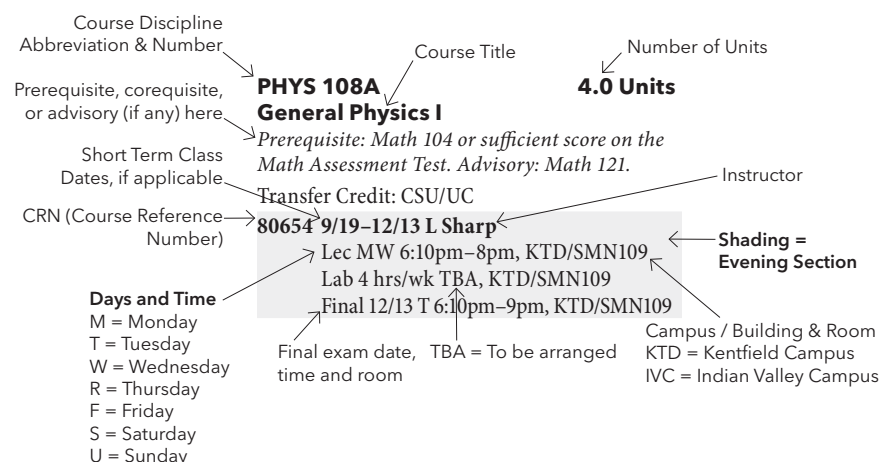 Course Discipline
Abbreviation & Number
Course Title
Number of Units
PHYS 108A
4.0 Units
General Physics I
Prerequisite, corequisite,
or advisory (if any) here
Prerequisite: Math 104 or sufficient score on the
Math Assessment Test. Advisory: Math 121.
Short Term Class
Dates, if applicable
Instructor
Transfer Credit: CSU/UC
CRN (Course Reference
Number)
80654 9/19–12/13 L Sharp
Lec MW 6:10pm–8pm, KTD/SMN109
Lab 4 hrs/wk TBA, KTD/SMN109
Final 12/13 T 6:10pm–9pm, KTD/SMN109
Shading =
Evening Section
Days and Time
M = Monday
T = Tuesday
W = Wednesday
R = Thursday
F = Friday
S = Saturday
U = Sunday
Final exam date,
time and room
TBA = To be arranged
Campus / Building & Room
KTD = Kentfield Campus
IVC = Indian Valley Campus